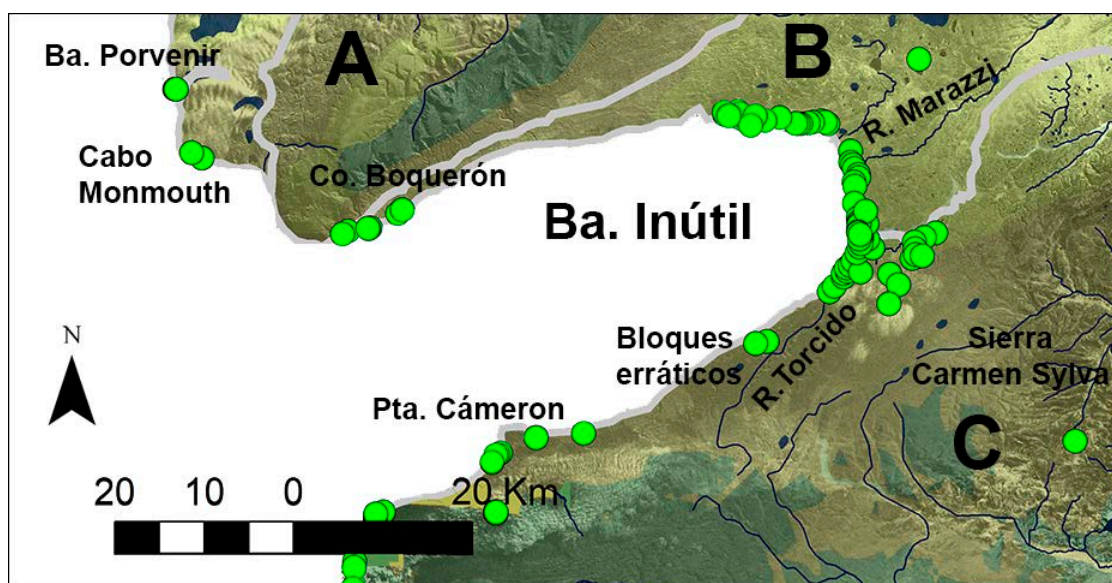 A
B
Ba. Porvenir
R. Marazzi
Cabo
Monmouth
Co. Boquerón
Ba. Inútil
N
Bloques
erráticos
R. Torcido
Sierra
Carmen Sylva
Pta. Cámeron
C
20 10 0 20 Km